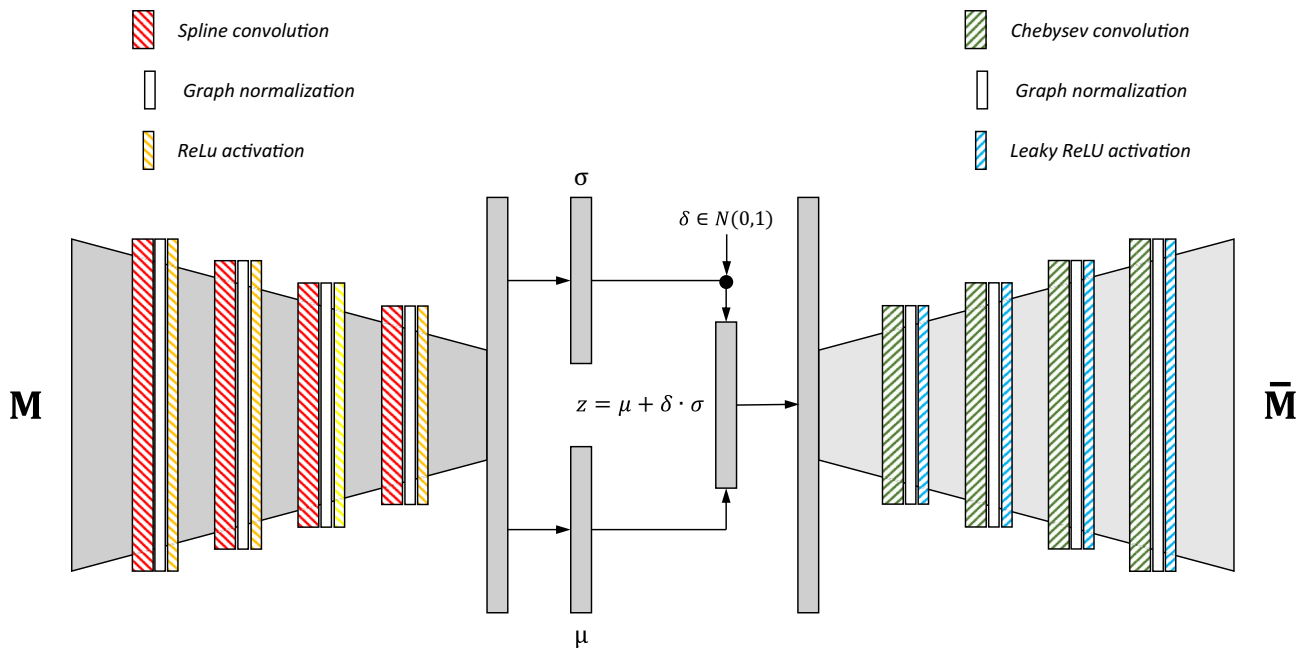 Spline convolution
Graph normalization
ReLu activation
Chebysev convolution
Graph normalization
Leaky ReLU activation
σ
δ ∈ N(0,1)
M
z = μ + δ · σ
M̄
μ